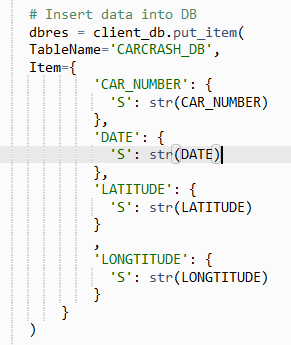 # Insert data into DB
dbres = client_db.put_item(
TableName='CARCRASH_DB',
Item={
'CAR_NUMBER': {
'S': str(CAR_NUMBER)
},
'DATE': {
'S': str(DATE)
},
'LATITUDE': {
'S': str(LATITUDE)
}
,
'LONGTITUDE': {
'S': str(LONGTITUDE)
}
}
)